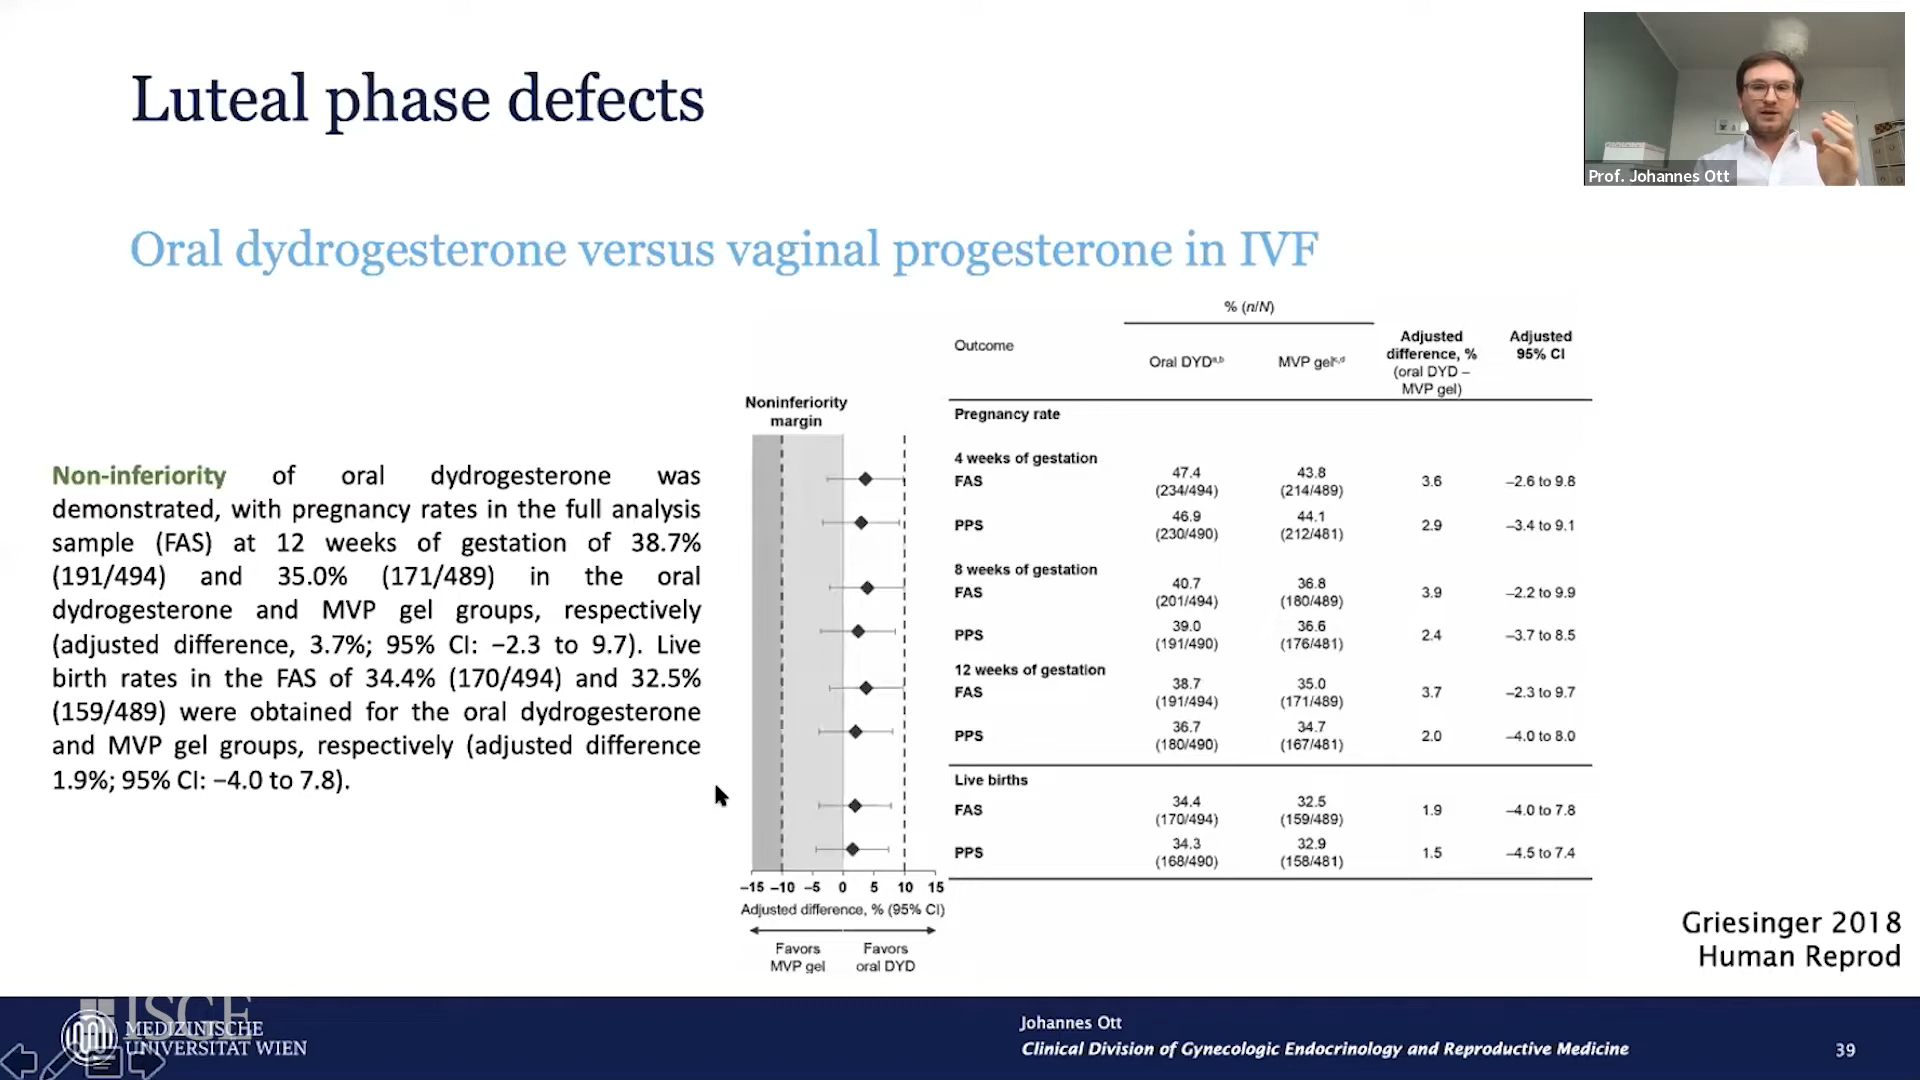 Luteal phase defects
Prof. Johannes Ott
Oral dydrogesterone versus vaginal progesterone in IVF
Non-inferiority of oral dydrogesterone was
demonstrated, with pregnancy rates in the full analysis
sample (FAS) at 12 weeks of gestation of 38.7%
(191/494) and 35.0% (171/489) in the oral
dydrogesterone and MVP gel groups, respectively
(adjusted difference, 3.7%; 95% CI: −2.3 to 9.7). Live
birth rates in the FAS of 34.4% (170/494) and 32.5%
(159/489) were obtained for the oral dydrogesterone
and MVP gel groups, respectively (adjusted difference
1.9%; 95% CI: −4.0 to 7.8).
Noninferiority
margin
–15 –10 –5 0 5 10 15
Adjusted difference, % (95% CI)
Favors Favors
MVP gel oral DYD
% (n/N)
Outcome
Oral DYDa,b MVP gelc,d
Adjusted
difference, %
(oral DYD –
MVP gel)
Adjusted
95% CI
Pregnancy rate
4 weeks of gestation
FAS 47.4 43.8 3.6 –2.6 to 9.8
(234/494) (214/489)
PPS 46.9 44.1 2.9 –3.4 to 9.1
(230/490) (212/481)
8 weeks of gestation
FAS 40.7 36.8 3.9 –2.2 to 9.9
(201/494) (180/489)
PPS 39.0 36.6 2.4 –3.7 to 8.5
(191/490) (176/481)
12 weeks of gestation
FAS 38.7 35.0 3.7 –2.3 to 9.7
(191/494) (171/489)
PPS 36.7 34.7 2.0 –4.0 to 8.0
(180/490) (167/481)
Live births
FAS 34.4 32.5 1.9 –4.0 to 7.8
(170/494) (159/489)
PPS 34.3 32.9 1.5 –4.5 to 7.4
(168/490) (158/481)
Griesinger 2018
Human Reprod
ISGE
MEDIZINISCHE
UNIVERSITÄT WIEN
Johannes Ott
Clinical Division of Gynecologic Endocrinology and Reproductive Medicine
39